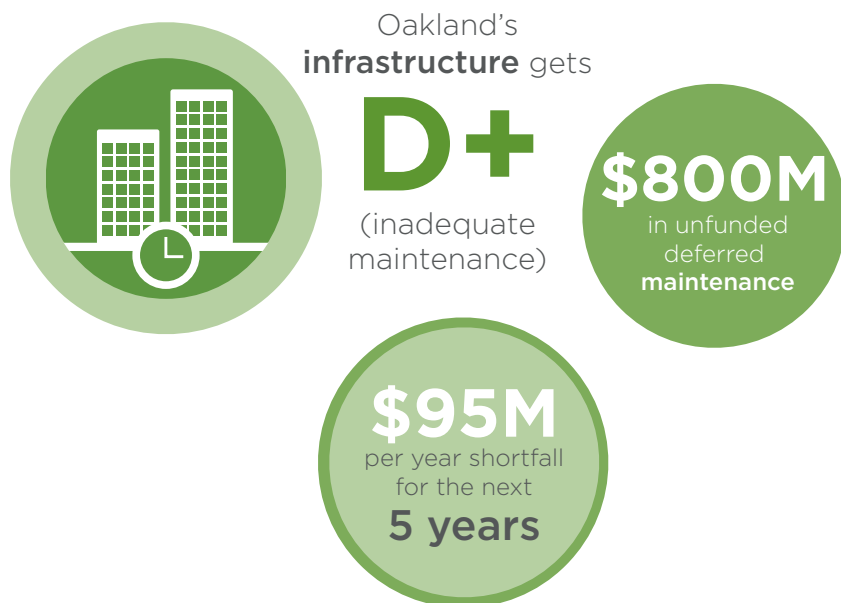 Oakland’s
infrastructure gets
D+
(inadequate
maintenance)
$800M
in unfunded
deferred
maintenance
$95M
per year shortfall
for the next
5 years